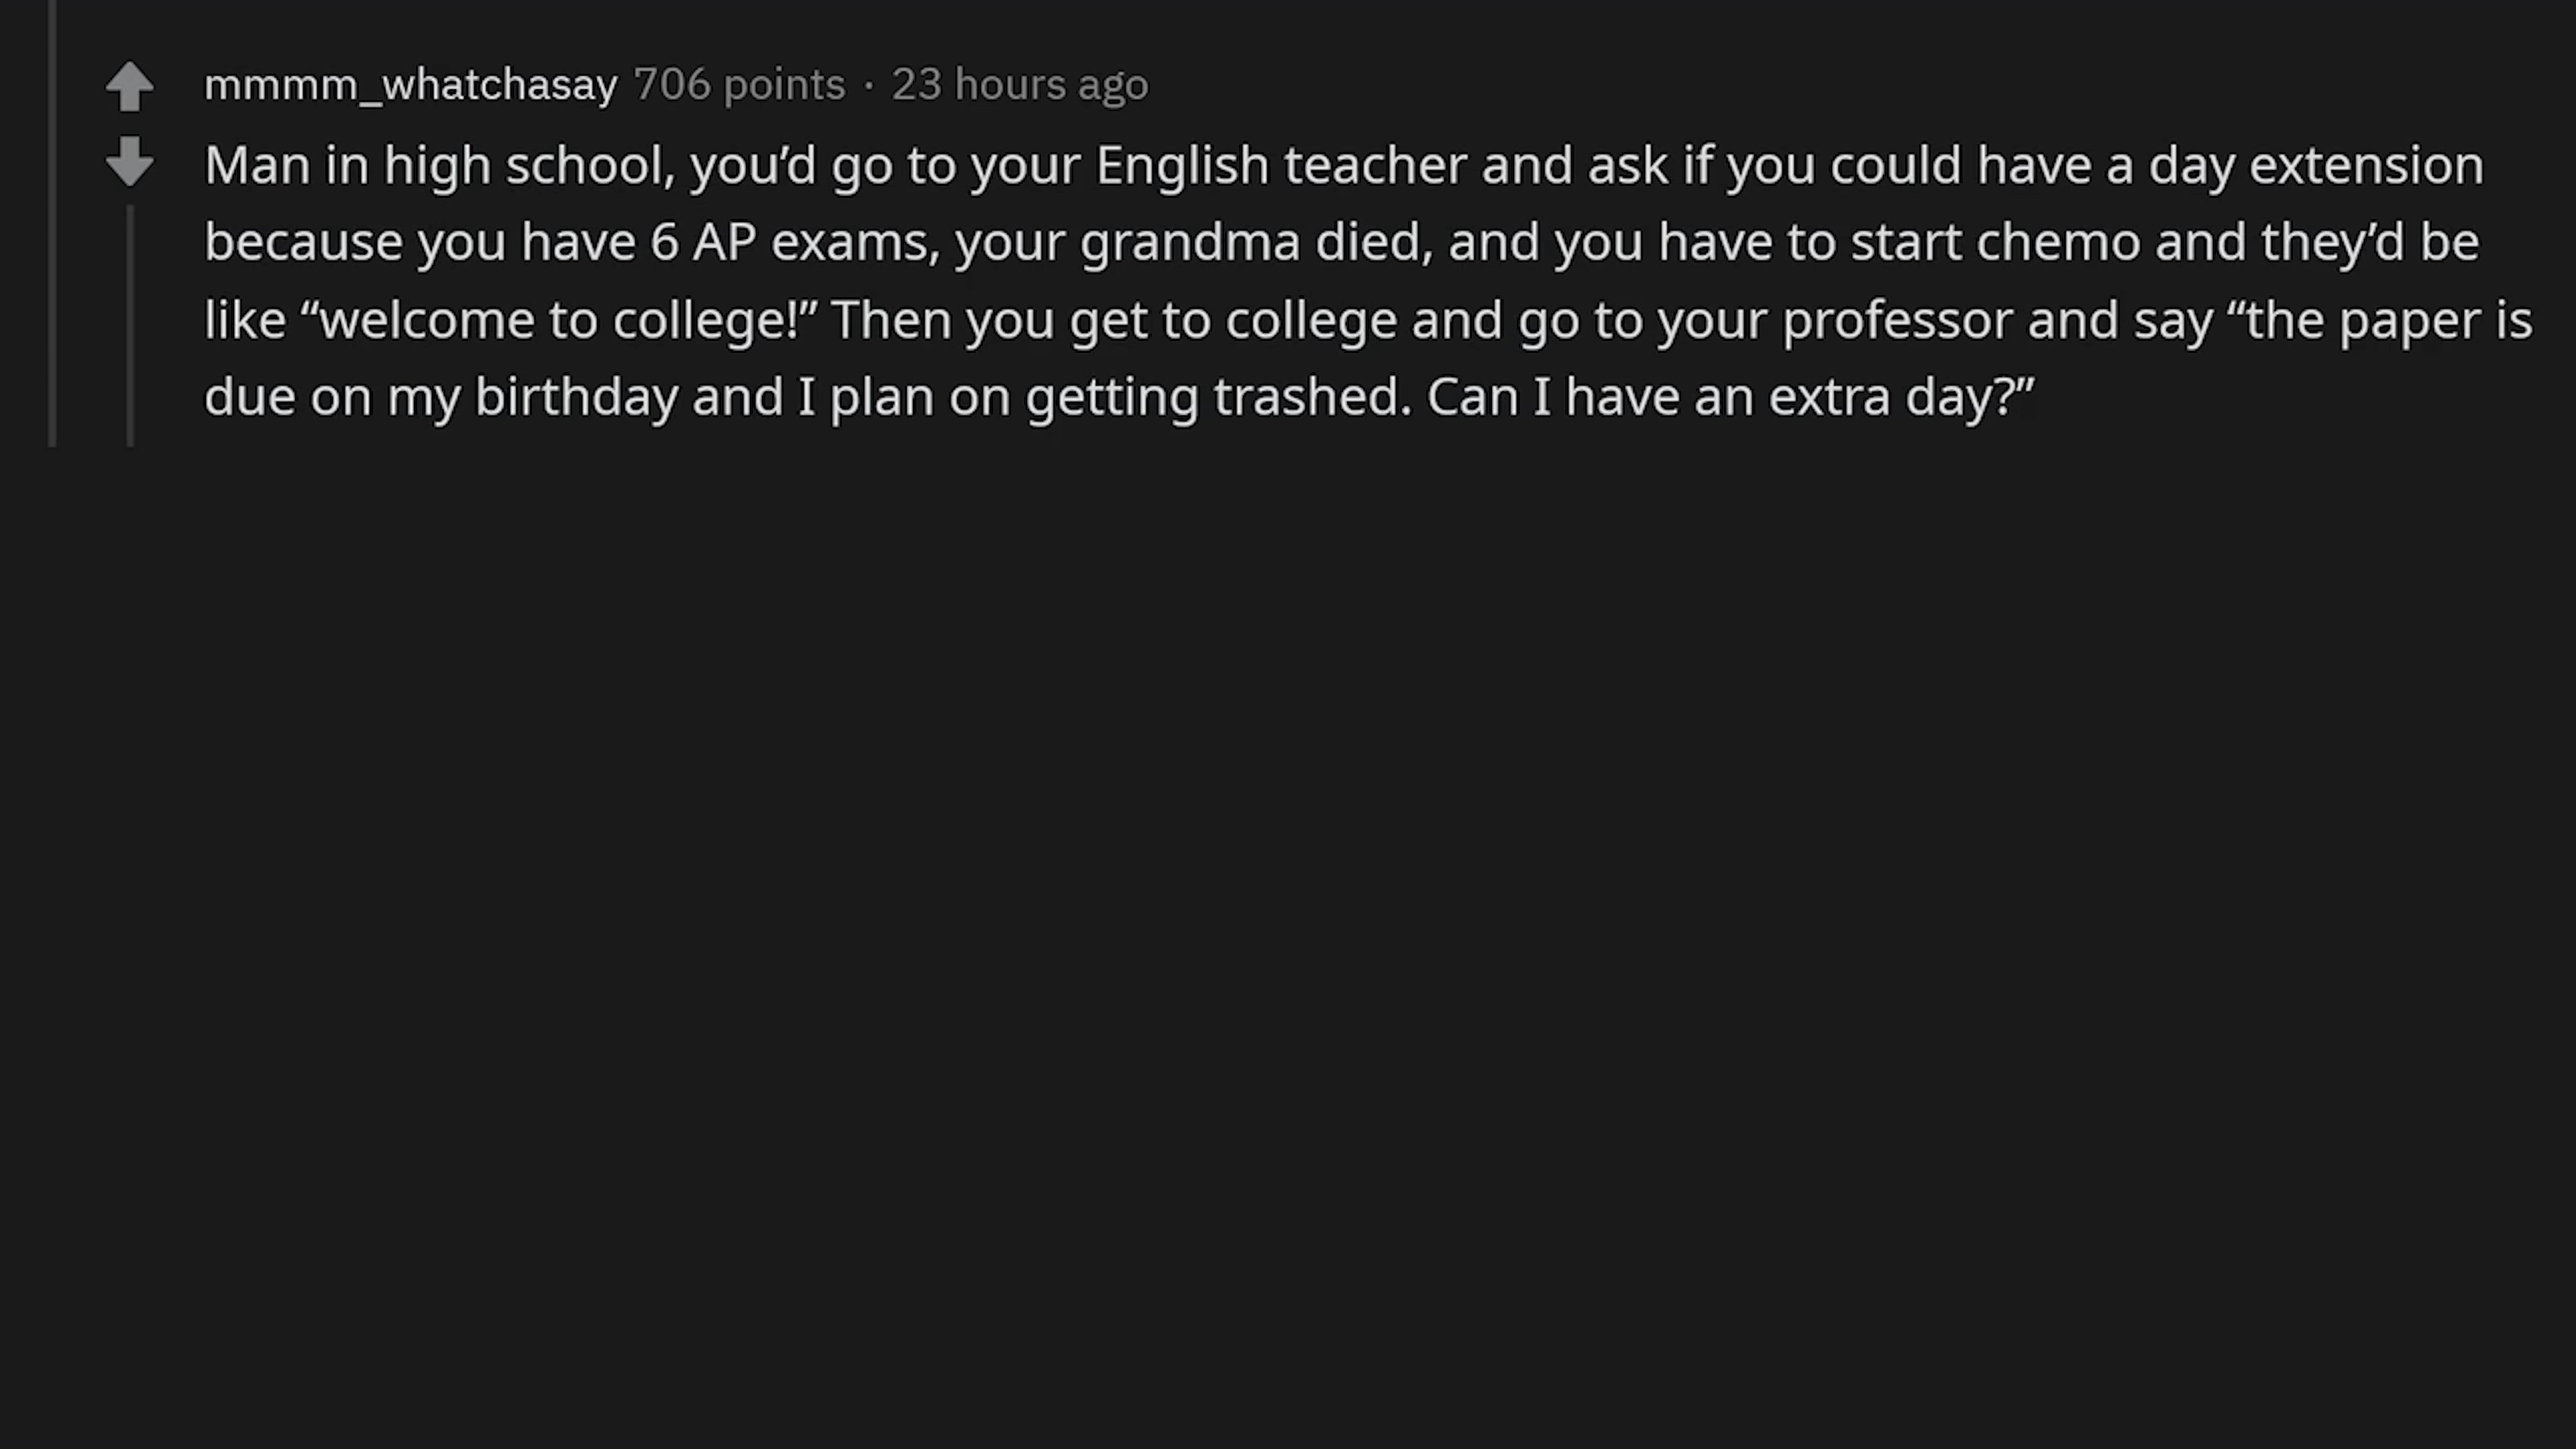 mmmm_whatchasay 706 points · 23 hours ago
Man in high school, you’d go to your English teacher and ask if you could have a day extension
because you have 6 AP exams, your grandma died, and you have to start chemo and they’d be
like “welcome to college!” Then you get to college and go to your professor and say “the paper is
due on my birthday and I plan on getting trashed. Can I have an extra day?”